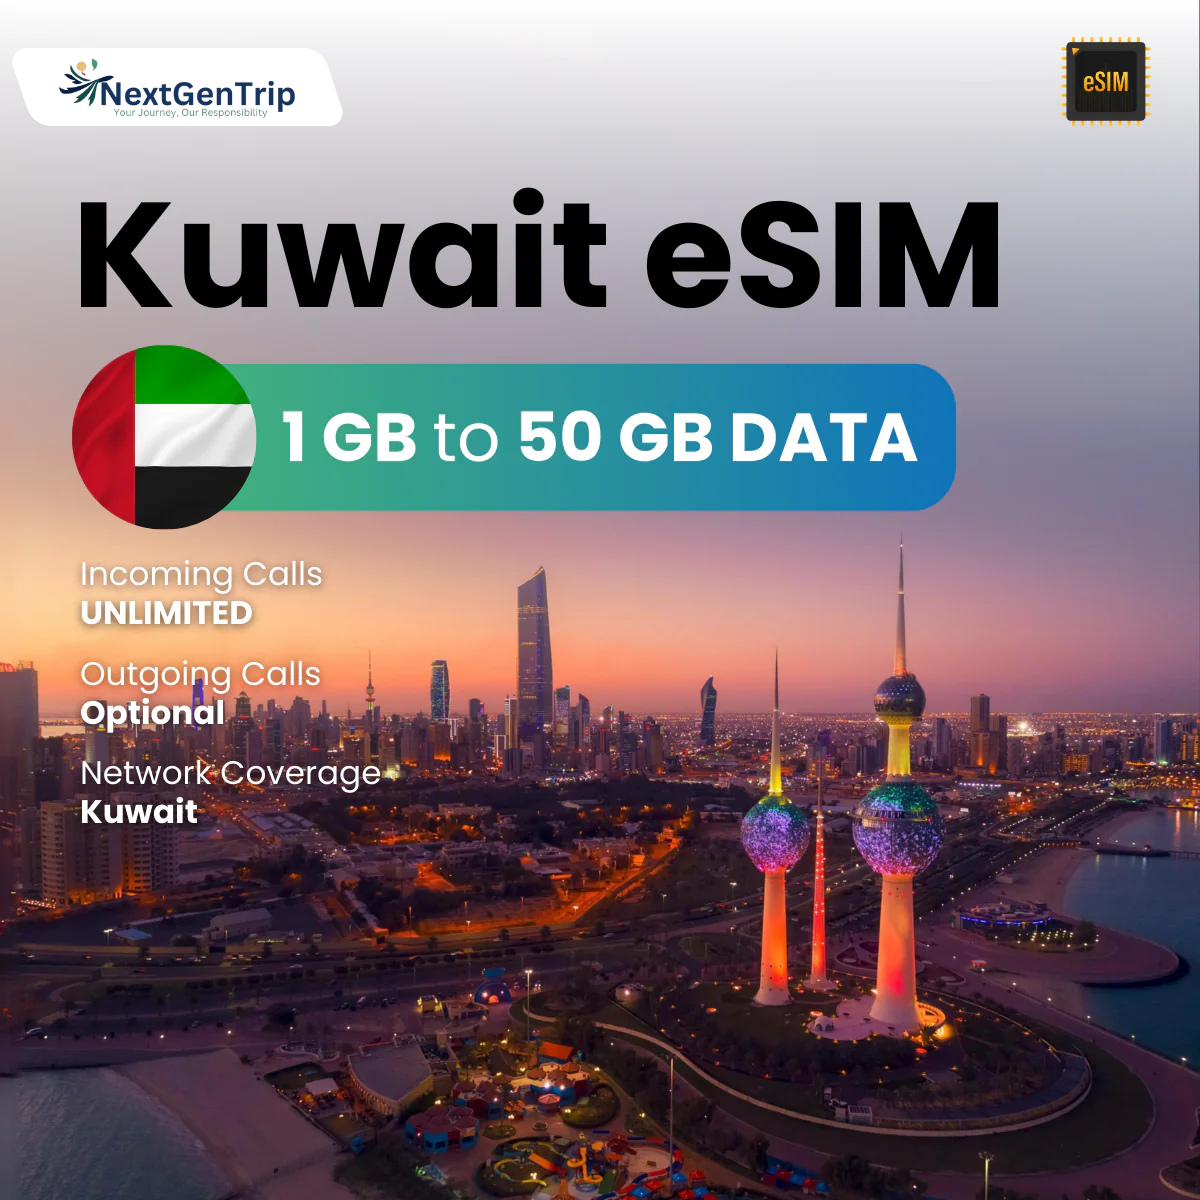 NextGenTrip
Your Journey, Our Responsibility
eSIM
Kuwait eSIM
1 GB to 50 GB DATA
Incoming Calls
UNLIMITED
Outgoing Calls
Optional
Network Coverage
Kuwait